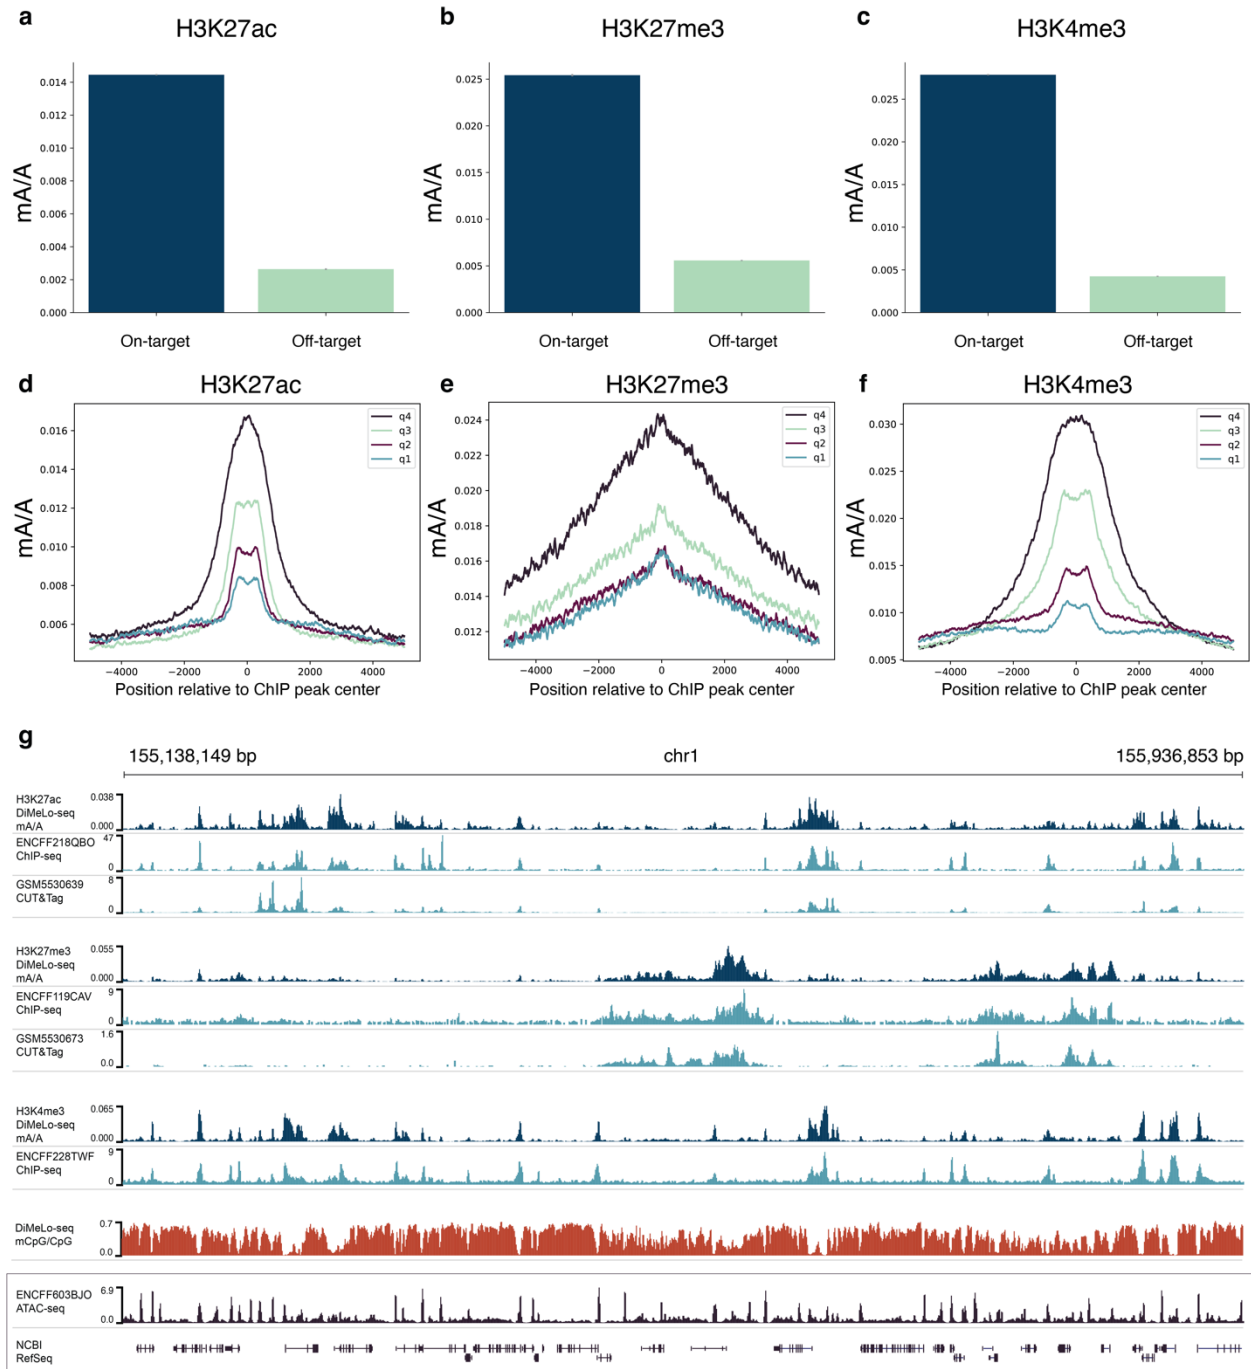 a
H3K27ac
b
H3K27me3
c
H3K4me3
mA/A
0.014
0.012
0.010
0.008
0.006
0.004
0.002
0.000
On-target
Off-target
mA/A
0.025
0.020
0.015
0.010
0.005
0.000
On-target
Off-target
mA/A
0.025
0.020
0.015
0.010
0.005
0.000
On-target
Off-target
d
H3K27ac
mA/A
0.016
0.014
0.012
0.010
0.008
0.006
q4
q3
q2
q1
−4000 −2000 0 2000 4000
Position relative to ChIP peak center
e
H3K27me3
mA/A
0.024
0.022
0.020
0.018
0.016
0.014
0.012
q4
q3
q2
q1
−4000 −2000 0 2000 4000
Position relative to ChIP peak center
f
H3K4me3
mA/A
0.030
0.025
0.020
0.015
0.010
0.005
q4
q3
q2
q1
−4000 −2000 0 2000 4000
Position relative to ChIP peak center
g
155,138,149 bp chr1 155,936,853 bp
H3K27ac 0.038
DiMeLo-seq
mA/A 0.000
ENCFF218QBO 47
ChIP-seq
0
GSM5530639 8
CUT&Tag
0
H3K27me3 0.055
DiMeLo-seq
mA/A 0.000
ENCFF119CAV 9
ChIP-seq
0
GSM5530673 1.6
CUT&Tag
0.0
H3K4me3 0.065
DiMeLo-seq
mA/A 0.000
ENCFF228TWF 9
ChIP-seq
0
DiMeLo-seq 0.7
mCpG/CpG
0.0
ENCFF603BJO 6.9
ATAC-seq
0.0
NCBI
RefSeq